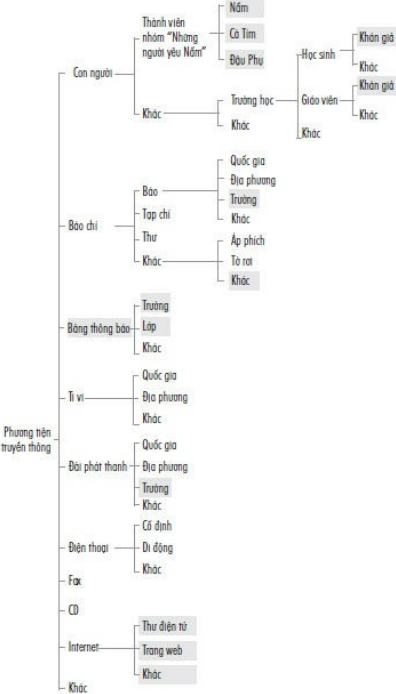 Phương tiện
truyền thông
Con người
Thành viên
nhóm "Những
người yêu Nấm"
Nấm
Cà Tím
Đậu Phụ
Khác
Trường học
Học sinh
Khán giả
Khác
Giáo viên
Khán giả
Khác
Khác
Khác
Báo chí
Báo
Quốc gia
Địa phương
Trường
Khác
Tạp chí
Thư
Khác
Áp phích
Tờ rơi
Khác
Bảng thông báo
Trường
Lớp
Khác
Ti vi
Quốc gia
Địa phương
Khác
Đài phát thanh
Quốc gia
Địa phương
Trường
Khác
Điện thoại
Cố định
Di động
Khác
Fax
CD
Internet
Thư điện tử
Trang web
Khác
Khác